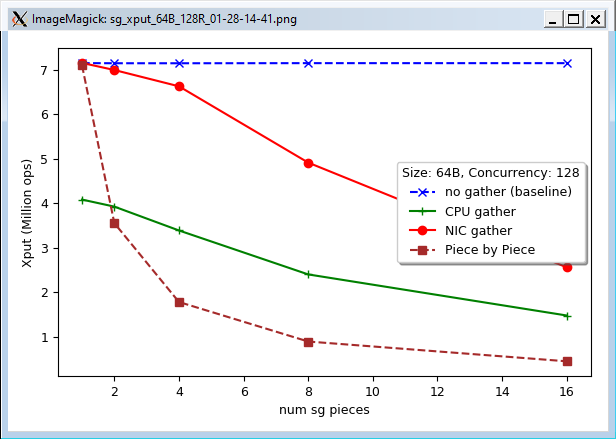 ImageMagick: sg_xput_64B_128R_01-28-14-41.png
7
6
5
4
3
2
1
Xput (Million ops)
Size: 64B, Concurrency: 128
no gather (baseline)
CPU gather
NIC gather
Piece by Piece
2 4 6 8 10 12 14 16
num sg pieces